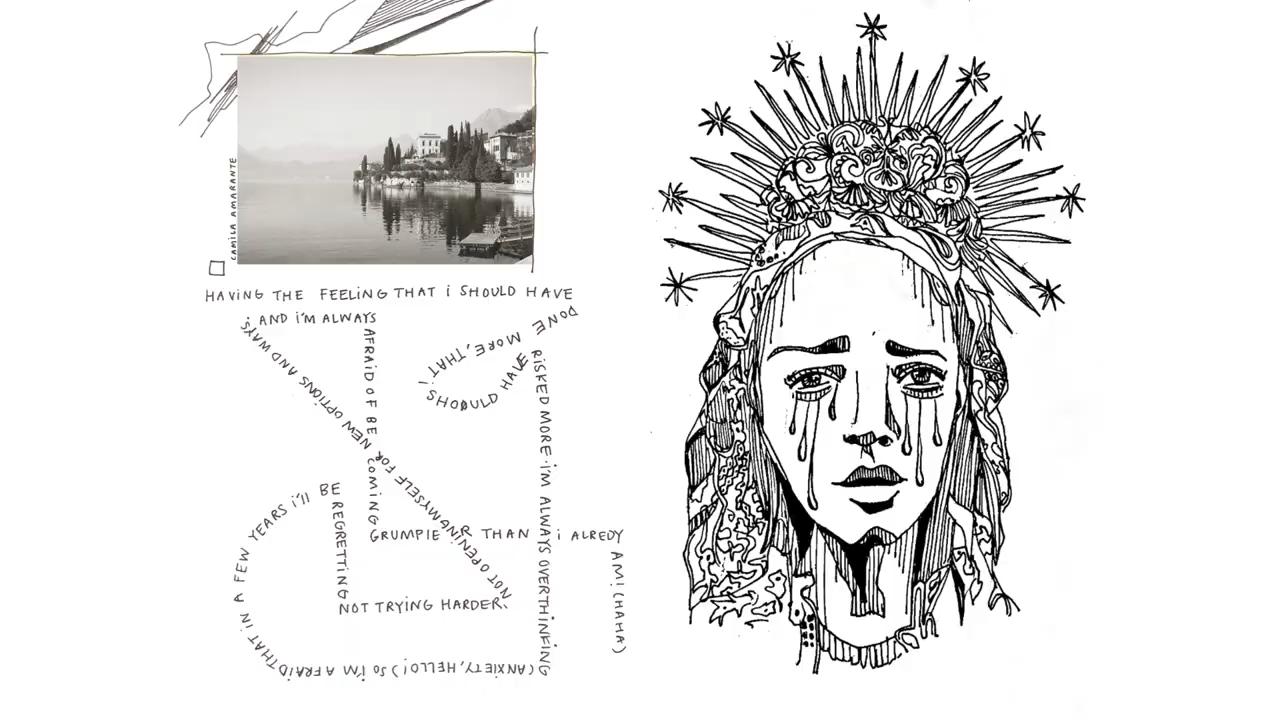 CAMILA AMARANTE
HAVING THE FEELING THAT i SHOULD HAVE
DONE MORE, THAT
i SHOULD HAVE
RISKED MORE. i'M ALWAYS OVERTHINKING
(ANXIETY, HELLO!) SO i'M AFRAID
THAT IN A FEW YEARS i'll BE
REGRETTING
NOT TRYING HARDER.
NOT OPENING MYSELF FOR NEW OPTIONS AND WAYS.
AND i'M ALWAYS
AFRAID OF BECOMING
GRUMPIER THAN i ALREDY
AM! (HAHA)